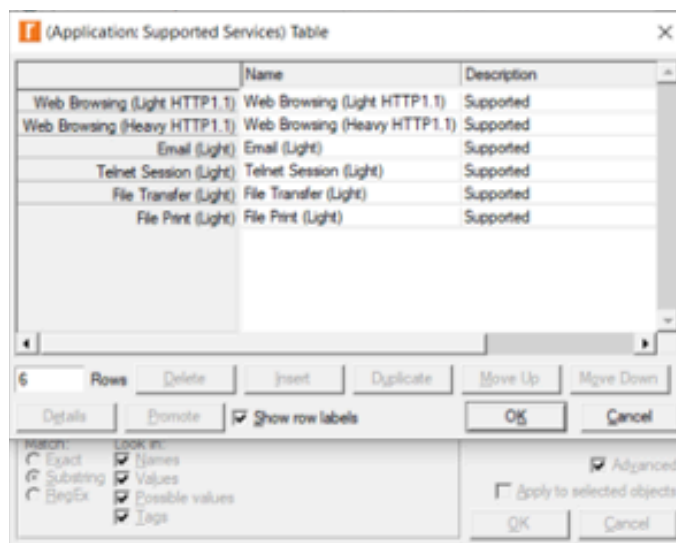 (Application: Supported Services) Table
Name Description
Web Browsing (Light HTTP1.1) Web Browsing (Light HTTP1.1) Supported
Web Browsing (Heavy HTTP1.1) Web Browsing (Heavy HTTP1.1) Supported
Email (Light) Email (Light) Supported
Telnet Session (Light) Telnet Session (Light) Supported
File Transfer (Light) File Transfer (Light) Supported
File Print (Light) File Print (Light) Supported
6 Rows Delete Insert Duplicate Move Up Move Down
Details Promote Show row labels OK Cancel
Match: Look in:
Exact Names
Substring Values
RegEx Possible values
Tags
Advanced
Apply to selected objects
OK Cancel